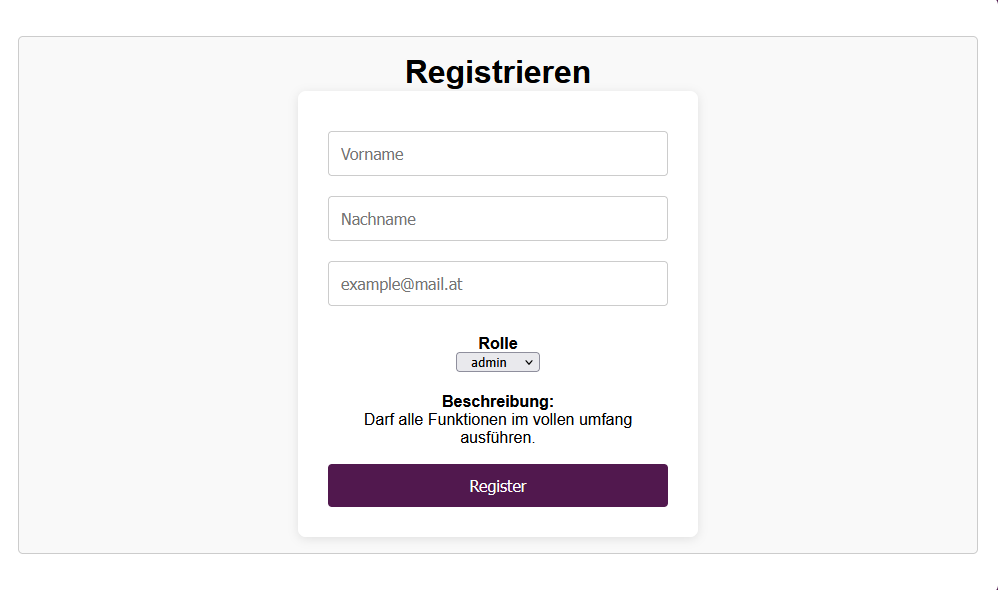 Registrieren
Vorname
Nachname
example@mail.at
Rolle
admin
Beschreibung:
Darf alle Funktionen im vollen umfang
ausführen.
Register